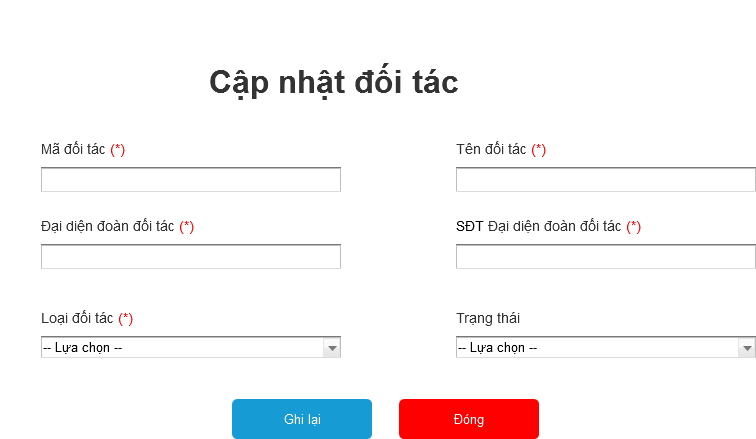 Cập nhật đối tác
Mã đối tác (*)
Tên đối tác (*)
Đại diện đoàn đối tác (*)
SĐT Đại diện đoàn đối tác (*)
Loại đối tác (*)
Trạng thái
-- Lựa chọn --
-- Lựa chọn --
Ghi lại
Đóng